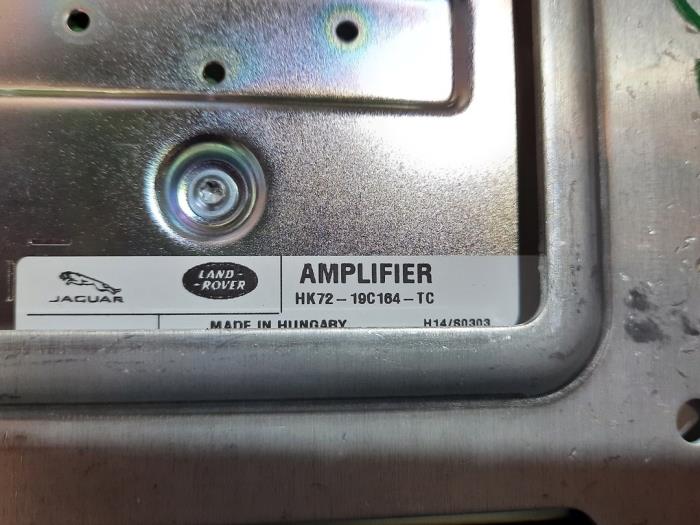 JAGUAR
LAND-
-ROVER
AMPLIFIER
HK72-19C164-TC
MADE IN HUNGARY
H14/S0303